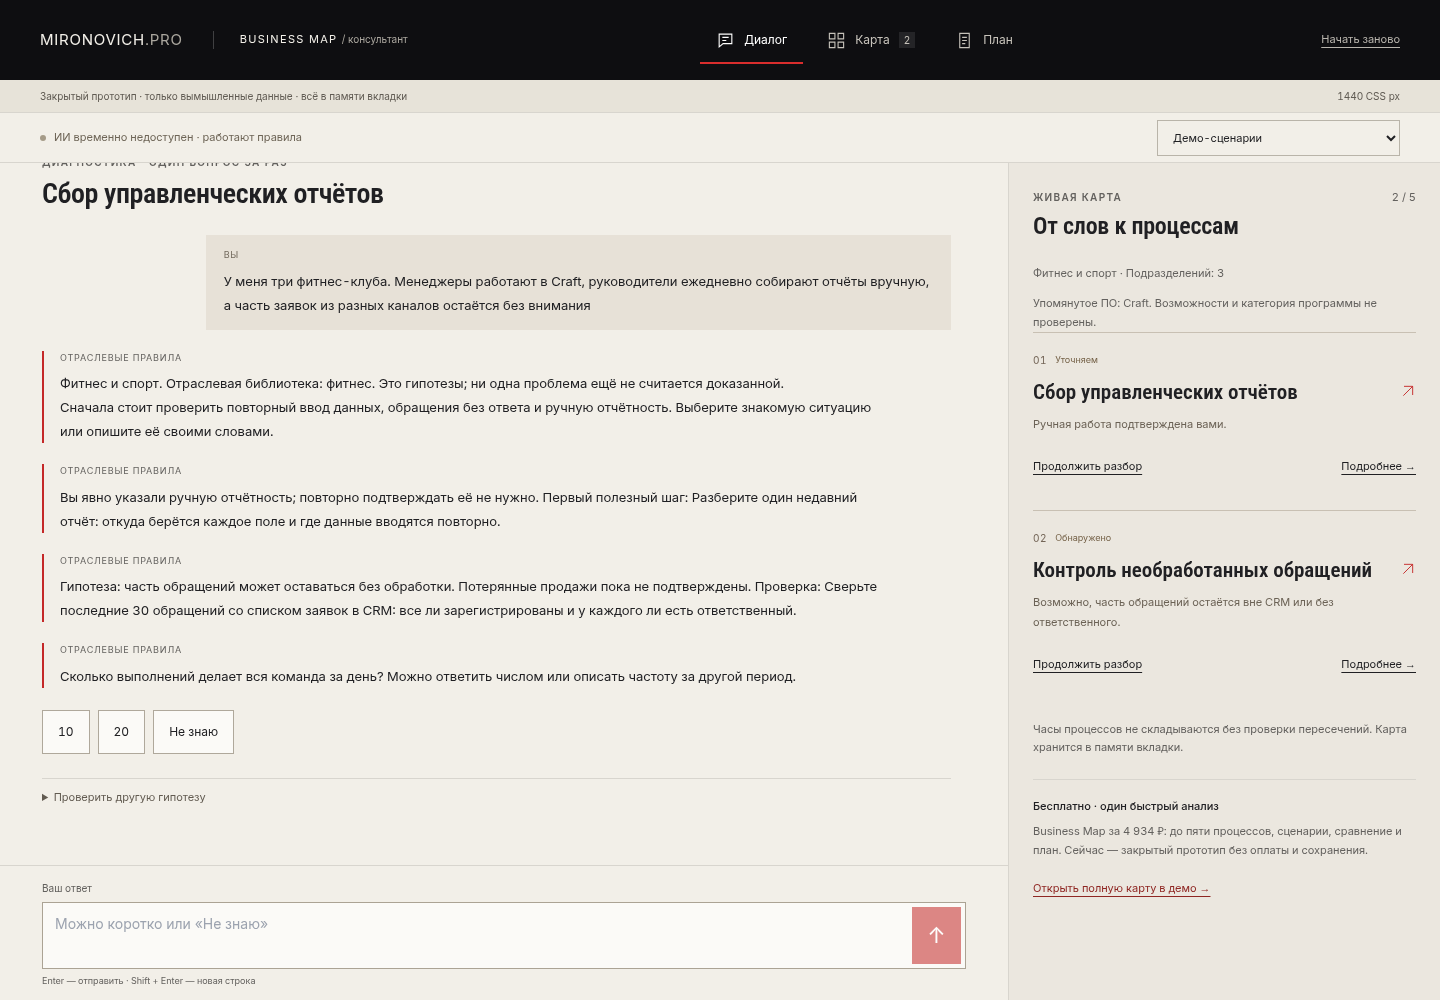 MIRONOVICH.PRO
BUSINESS MAP / консультант
Диалог
Карта 2
План
Начать заново
Закрытый прототип · только вымышленные данные · всё в памяти вкладки
1440 CSS px
ИИ временно недоступен · работают правила
Демо-сценарии
ДИАГНОСТИКА · ОДИН ВОПРОС ЗА РАЗ
Сбор управленческих отчётов
ВЫ
У меня три фитнес-клуба. Менеджеры работают в Craft, руководители ежедневно собирают отчёты вручную,
а часть заявок из разных каналов остаётся без внимания
ОТРАСЛЕВЫЕ ПРАВИЛА
Фитнес и спорт. Отраслевая библиотека: фитнес. Это гипотезы; ни одна проблема ещё не считается доказанной.
Сначала стоит проверить повторный ввод данных, обращения без ответа и ручную отчётность. Выберите знакомую ситуацию
или опишите её своими словами.
ОТРАСЛЕВЫЕ ПРАВИЛА
Вы явно указали ручную отчётность; повторно подтверждать её не нужно. Первый полезный шаг: Разберите один недавний
отчёт: откуда берётся каждое поле и где данные вводятся повторно.
ОТРАСЛЕВЫЕ ПРАВИЛА
Гипотеза: часть обращений может оставаться без обработки. Потерянные продажи пока не подтверждены. Проверка: Сверьте
последние 30 обращений со списком заявок в CRM: все ли зарегистрированы и у каждого ли есть ответственный.
ОТРАСЛЕВЫЕ ПРАВИЛА
Сколько выполнений делает вся команда за день? Можно ответить числом или описать частоту за другой период.
10
20
Не знаю
Проверить другую гипотезу
Ваш ответ
Можно коротко или «Не знаю»
Enter — отправить · Shift + Enter — новая строка
ЖИВАЯ КАРТА
2 / 5
От слов к процессам
Фитнес и спорт · Подразделений: 3
Упомянутое ПО: Craft. Возможности и категория программы не
проверены.
01 Уточняем
Сбор управленческих отчётов
Ручная работа подтверждена вами.
Продолжить разбор
Подробнее →
02 Обнаружено
Контроль необработанных обращений
Возможно, часть обращений остаётся вне CRM или без
ответственного.
Продолжить разбор
Подробнее →
Часы процессов не складываются без проверки пересечений. Карта
хранится в памяти вкладки.
Бесплатно · один быстрый анализ
Business Map за 4 934 ₽: до пяти процессов, сценарии, сравнение и
план. Сейчас — закрытый прототип без оплаты и сохранения.
Открыть полную карту в демо →